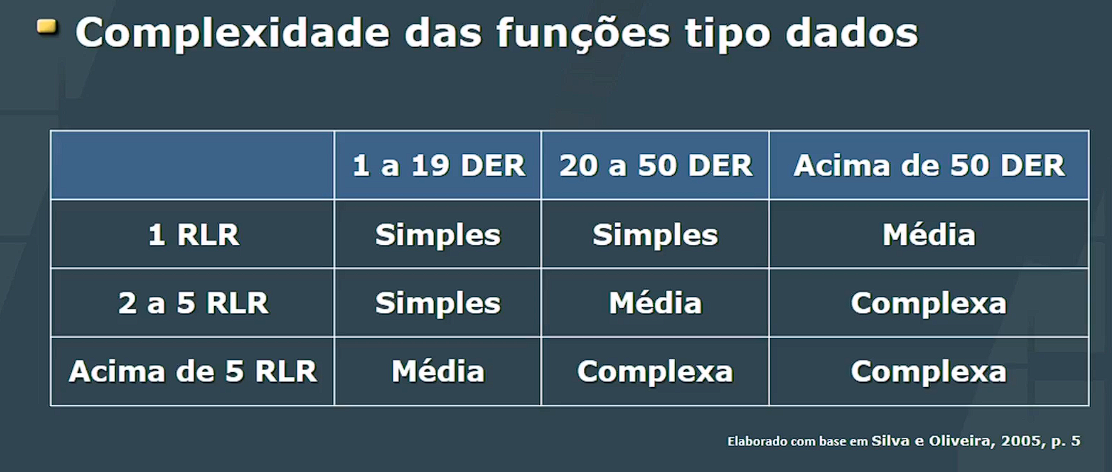 Complexidade das funções tipo dados
1 a 19 DER 20 a 50 DER Acima de 50 DER
1 RLR Simples Simples Média
2 a 5 RLR Simples Média Complexa
Acima de 5 RLR Média Complexa Complexa
Elaborado com base em Silva e Oliveira, 2005, p. 5